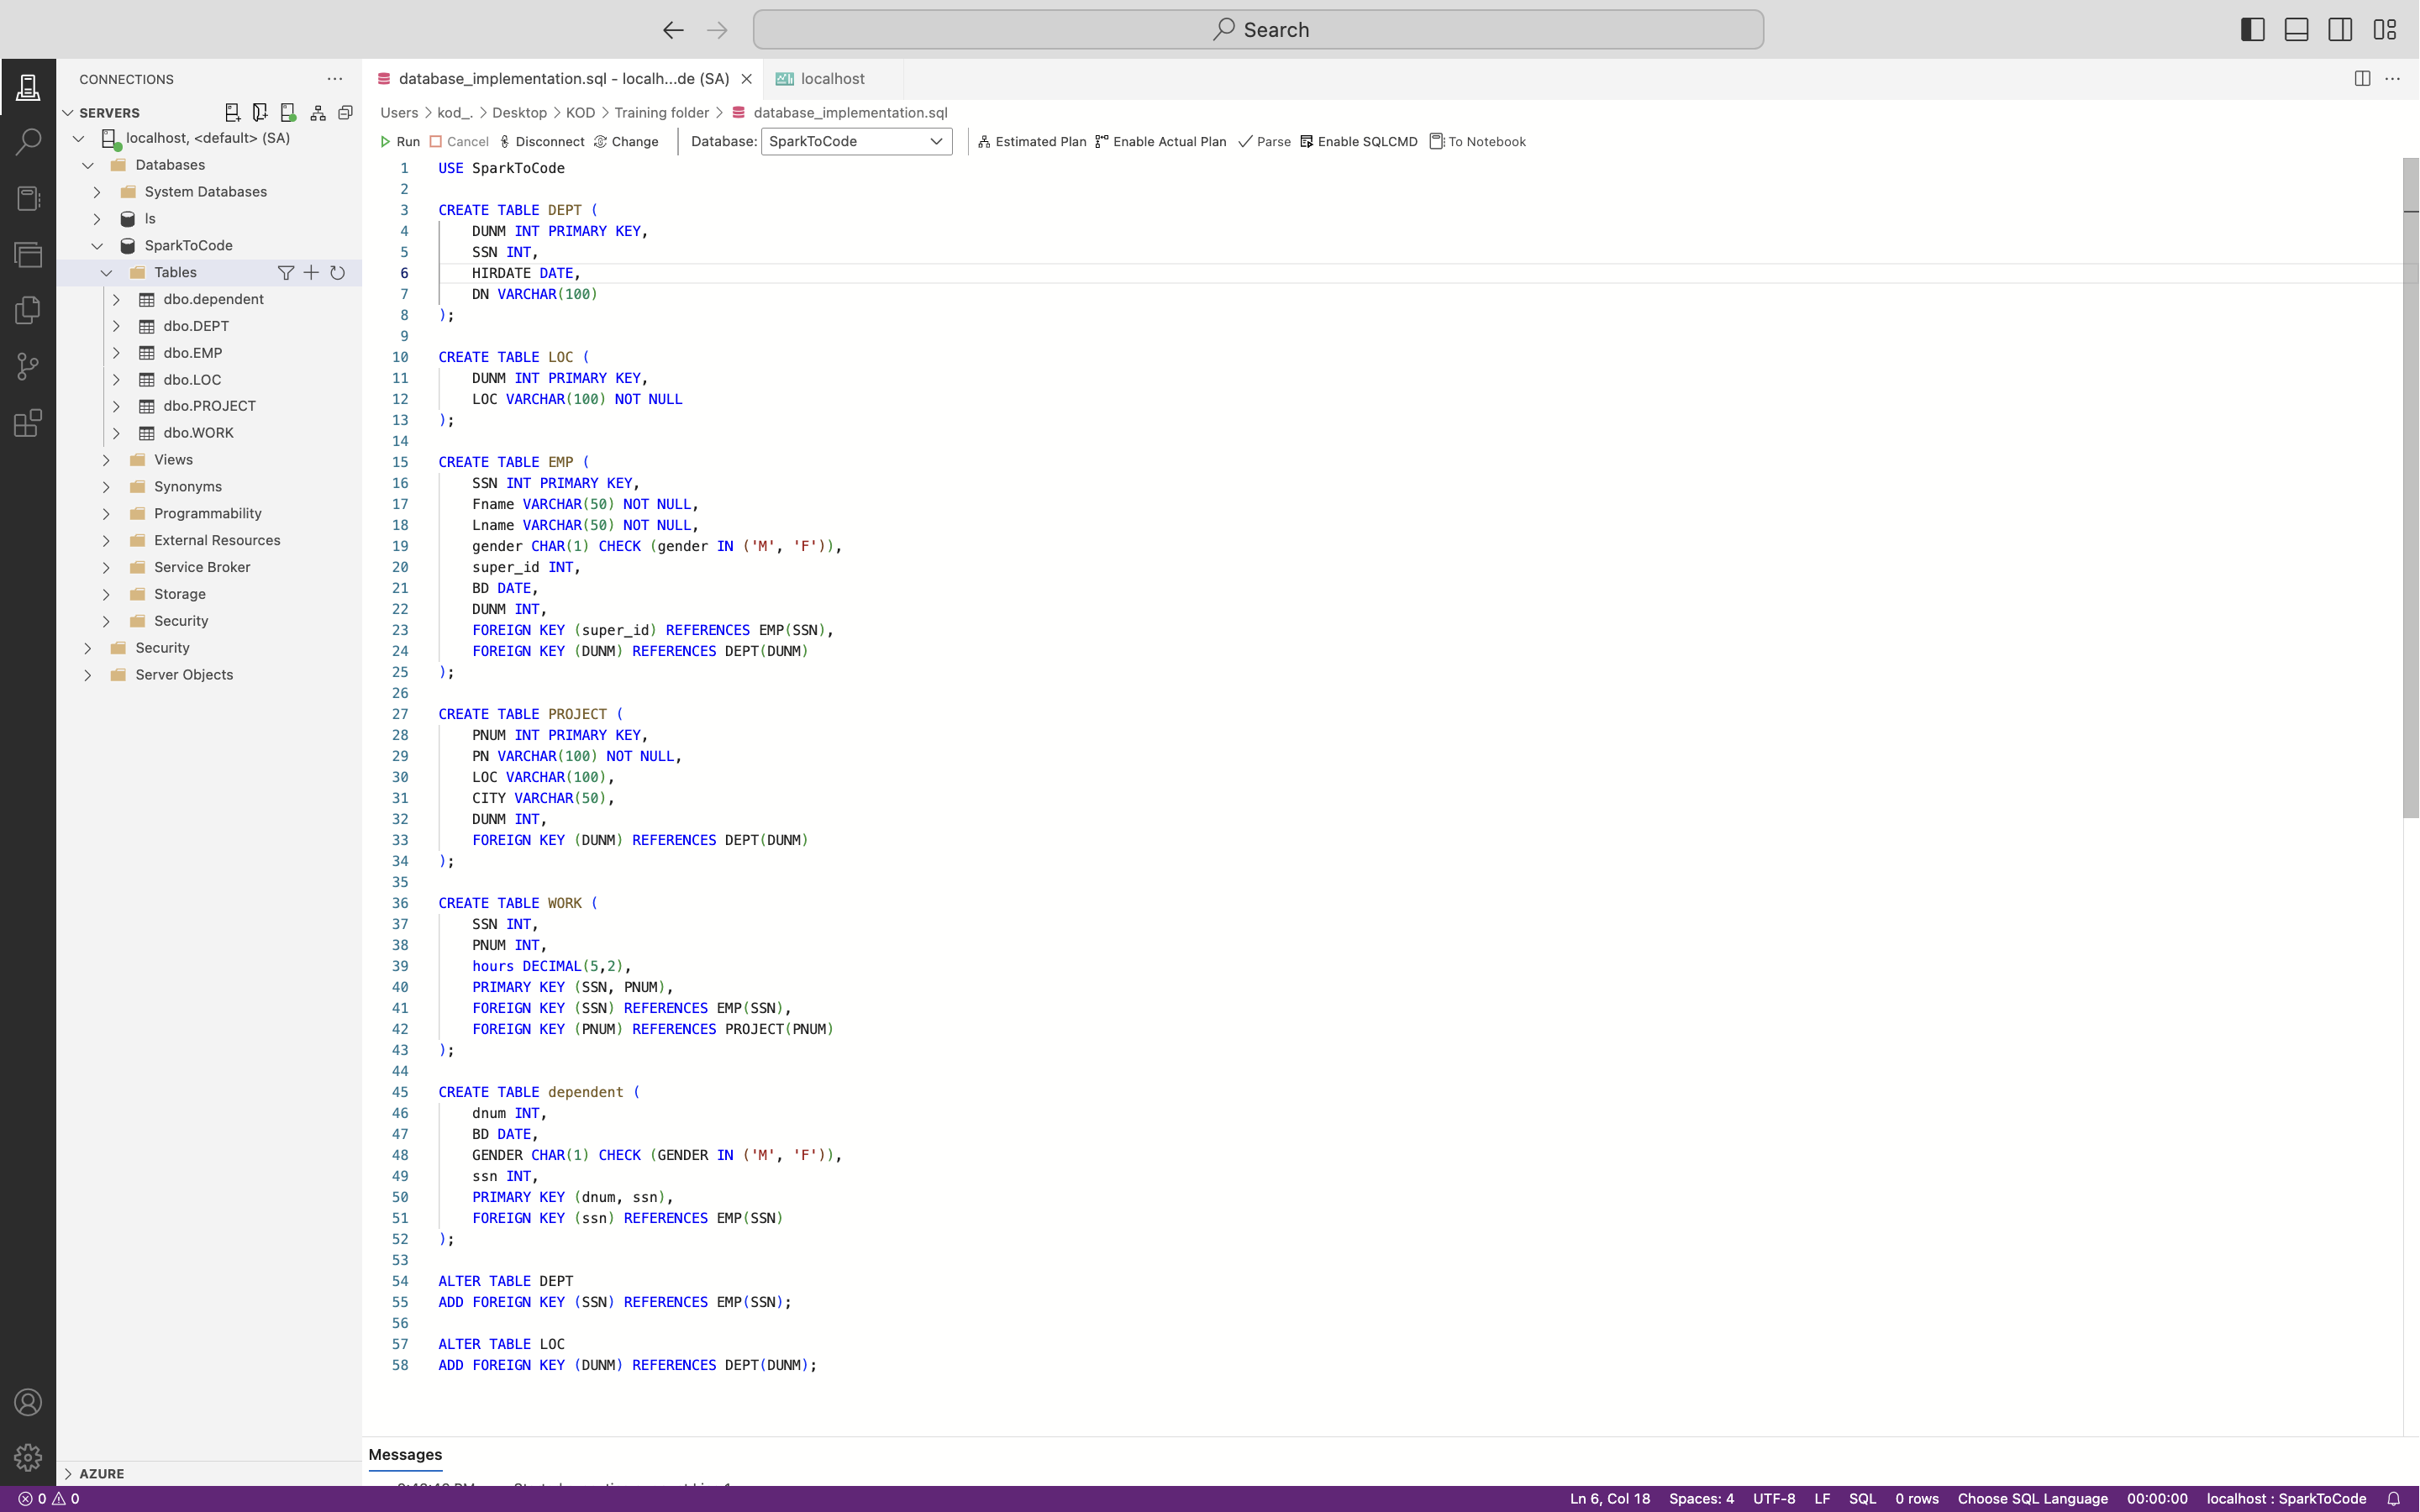 Search
CONNECTIONS
SERVERS
localhost, <default> (SA)
Databases
System Databases
ls
SparkToCode
Tables
dbo.dependent
dbo.DEPT
dbo.EMP
dbo.LOC
dbo.PROJECT
dbo.WORK
Views
Synonyms
Programmability
External Resources
Service Broker
Storage
Security
Security
Server Objects
AZURE
database_implementation.sql - localh...de (SA)
localhost
Users > kod_. > Desktop > KOD > Training folder > database_implementation.sql
Run Cancel Disconnect Change Database: SparkToCode Estimated Plan Enable Actual Plan Parse Enable SQLCMD To Notebook
1 USE SparkToCode
2
3 CREATE TABLE DEPT (
4 DUNM INT PRIMARY KEY,
5 SSN INT,
6 HIRDATE DATE,
7 DN VARCHAR(100)
8 );
9
10 CREATE TABLE LOC (
11 DUNM INT PRIMARY KEY,
12 LOC VARCHAR(100) NOT NULL
13 );
14
15 CREATE TABLE EMP (
16 SSN INT PRIMARY KEY,
17 Fname VARCHAR(50) NOT NULL,
18 Lname VARCHAR(50) NOT NULL,
19 gender CHAR(1) CHECK (gender IN ('M', 'F')),
20 super_id INT,
21 BD DATE,
22 DUNM INT,
23 FOREIGN KEY (super_id) REFERENCES EMP(SSN),
24 FOREIGN KEY (DUNM) REFERENCES DEPT(DUNM)
25 );
26
27 CREATE TABLE PROJECT (
28 PNUM INT PRIMARY KEY,
29 PN VARCHAR(100) NOT NULL,
30 LOC VARCHAR(100),
31 CITY VARCHAR(50),
32 DUNM INT,
33 FOREIGN KEY (DUNM) REFERENCES DEPT(DUNM)
34 );
35
36 CREATE TABLE WORK (
37 SSN INT,
38 PNUM INT,
39 hours DECIMAL(5,2),
40 PRIMARY KEY (SSN, PNUM),
41 FOREIGN KEY (SSN) REFERENCES EMP(SSN),
42 FOREIGN KEY (PNUM) REFERENCES PROJECT(PNUM)
43 );
44
45 CREATE TABLE dependent (
46 dnum INT,
47 BD DATE,
48 GENDER CHAR(1) CHECK (GENDER IN ('M', 'F')),
49 ssn INT,
50 PRIMARY KEY (dnum, ssn),
51 FOREIGN KEY (ssn) REFERENCES EMP(SSN)
52 );
53
54 ALTER TABLE DEPT
55 ADD FOREIGN KEY (SSN) REFERENCES EMP(SSN);
56
57 ALTER TABLE LOC
58 ADD FOREIGN KEY (DUNM) REFERENCES DEPT(DUNM);
Messages
0 0 Ln 6, Col 18 Spaces: 4 UTF-8 LF SQL 0 rows Choose SQL Language 00:00:00 localhost : SparkToCode